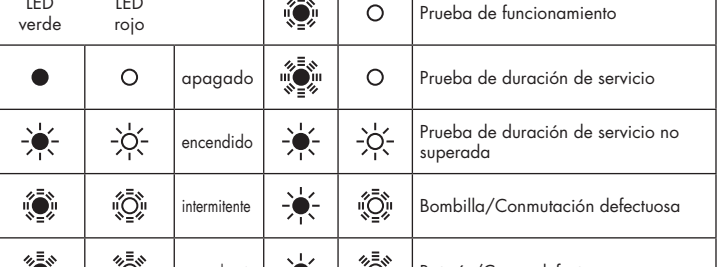 LED LED
verde rojo
Prueba de funcionamiento
apagado
Prueba de duración de servicio
encendido
Prueba de duración de servicio no
superada
intermitente
Bombilla/Conmutación defectuosa